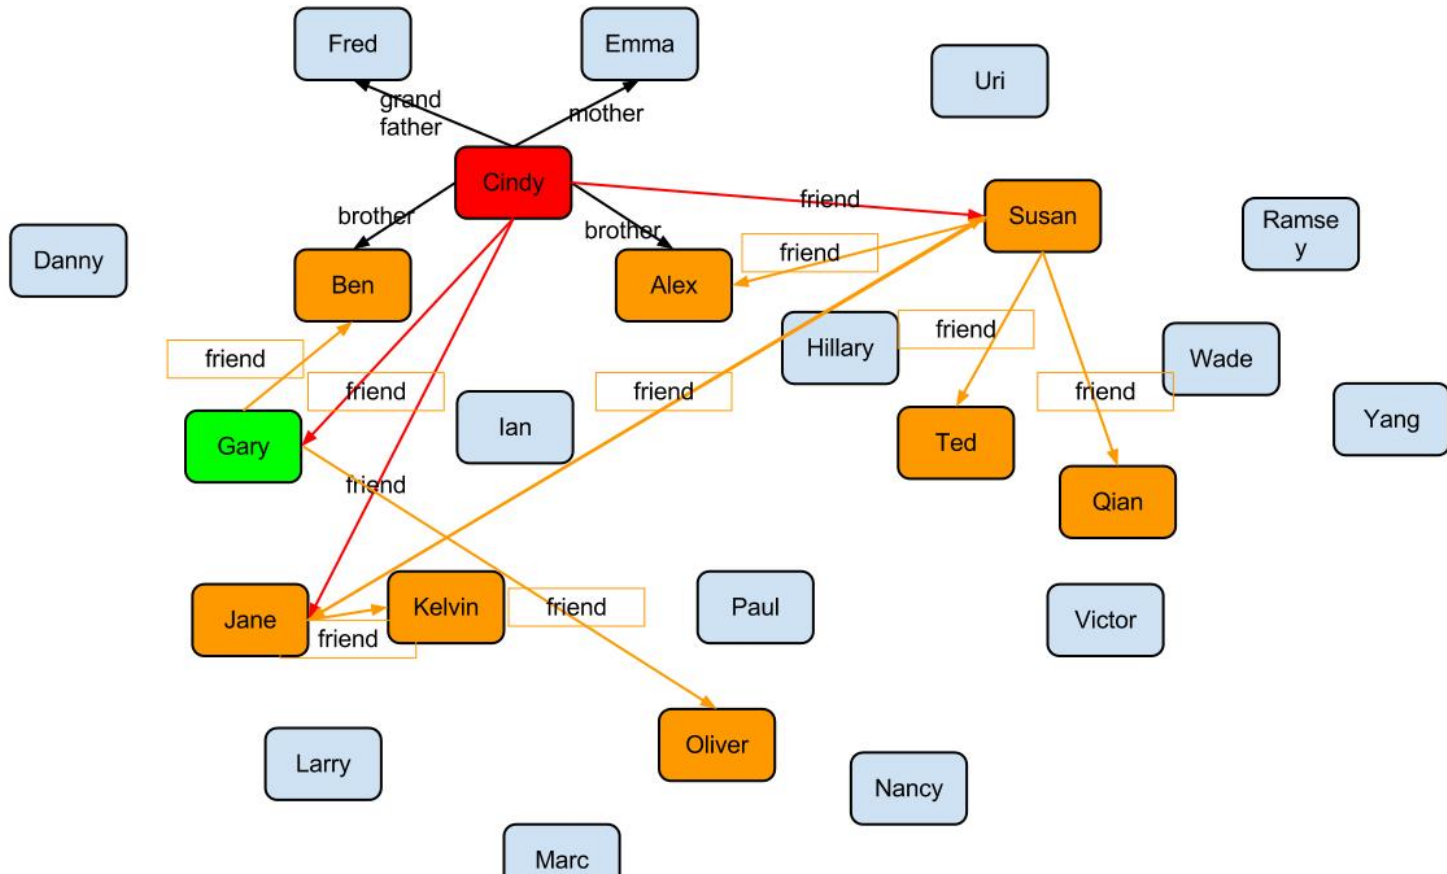 Fred
Emma
Uri
grand
father
mother
Cindy
friend
Susan
brother
brother
Ramse
y
Danny
friend
Ben
Alex
friend
Hillary
Wade
friend
friend
friend
friend
Ian
Yang
Gary
Ted
friend
Qian
Jane
Kelvin
friend
Paul
Victor
friend
Oliver
Larry
Nancy
Marc